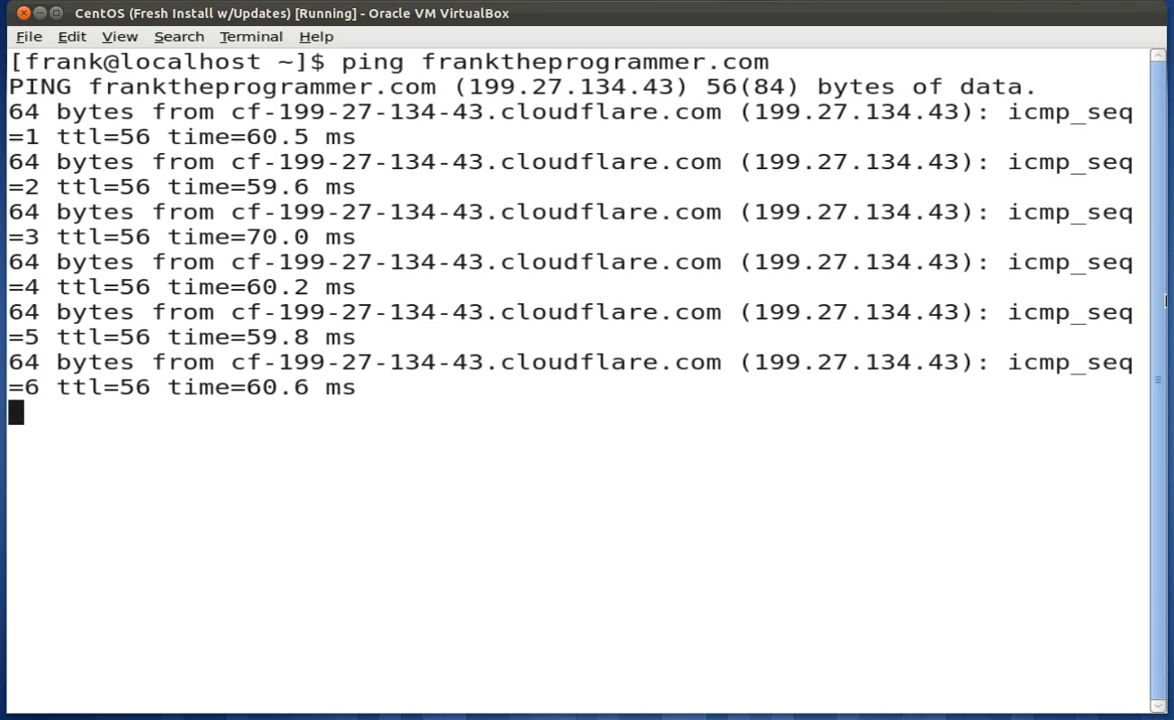 CentOS (Fresh Install w/Updates) [Running] - Oracle VM VirtualBox
File Edit View Search Terminal Help
[frank@localhost ~]$ ping franktheprogrammer.com
PING franktheprogrammer.com (199.27.134.43) 56(84) bytes of data.
64 bytes from cf-199-27-134-43.cloudflare.com (199.27.134.43): icmp_seq
=1 ttl=56 time=60.5 ms
64 bytes from cf-199-27-134-43.cloudflare.com (199.27.134.43): icmp_seq
=2 ttl=56 time=59.6 ms
64 bytes from cf-199-27-134-43.cloudflare.com (199.27.134.43): icmp_seq
=3 ttl=56 time=70.0 ms
64 bytes from cf-199-27-134-43.cloudflare.com (199.27.134.43): icmp_seq
=4 ttl=56 time=60.2 ms
64 bytes from cf-199-27-134-43.cloudflare.com (199.27.134.43): icmp_seq
=5 ttl=56 time=59.8 ms
64 bytes from cf-199-27-134-43.cloudflare.com (199.27.134.43): icmp_seq
=6 ttl=56 time=60.6 ms